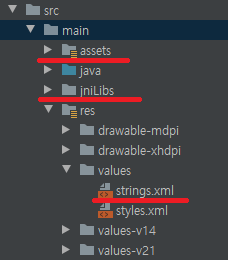 src
main
assets
java
jniLibs
res
drawable-mdpi
drawable-xhdpi
values
strings.xml
styles.xml
values-v14
values-v21